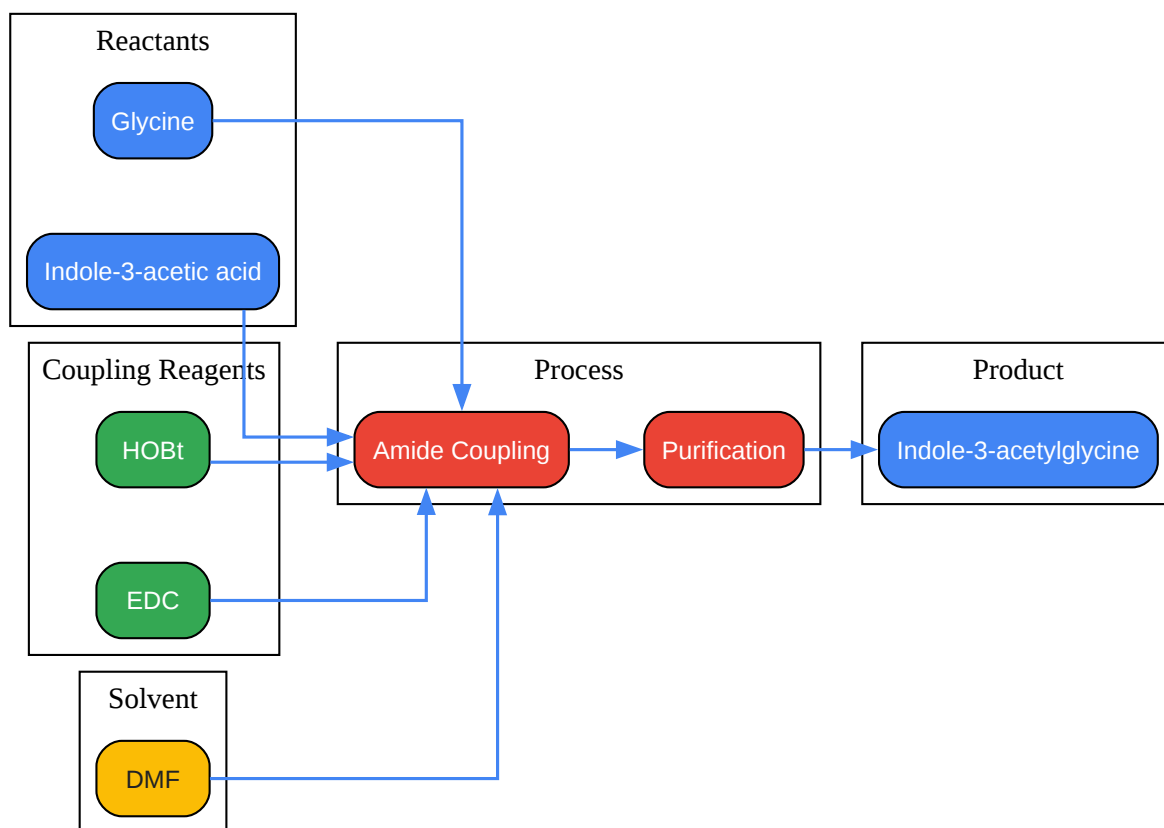 Reactants
Glycine
Indole-3-acetic acid
Coupling Reagents
HOBt
EDC
Solvent
DMF
Process
Amide Coupling
Purification
Product
Indole-3-acetylglycine